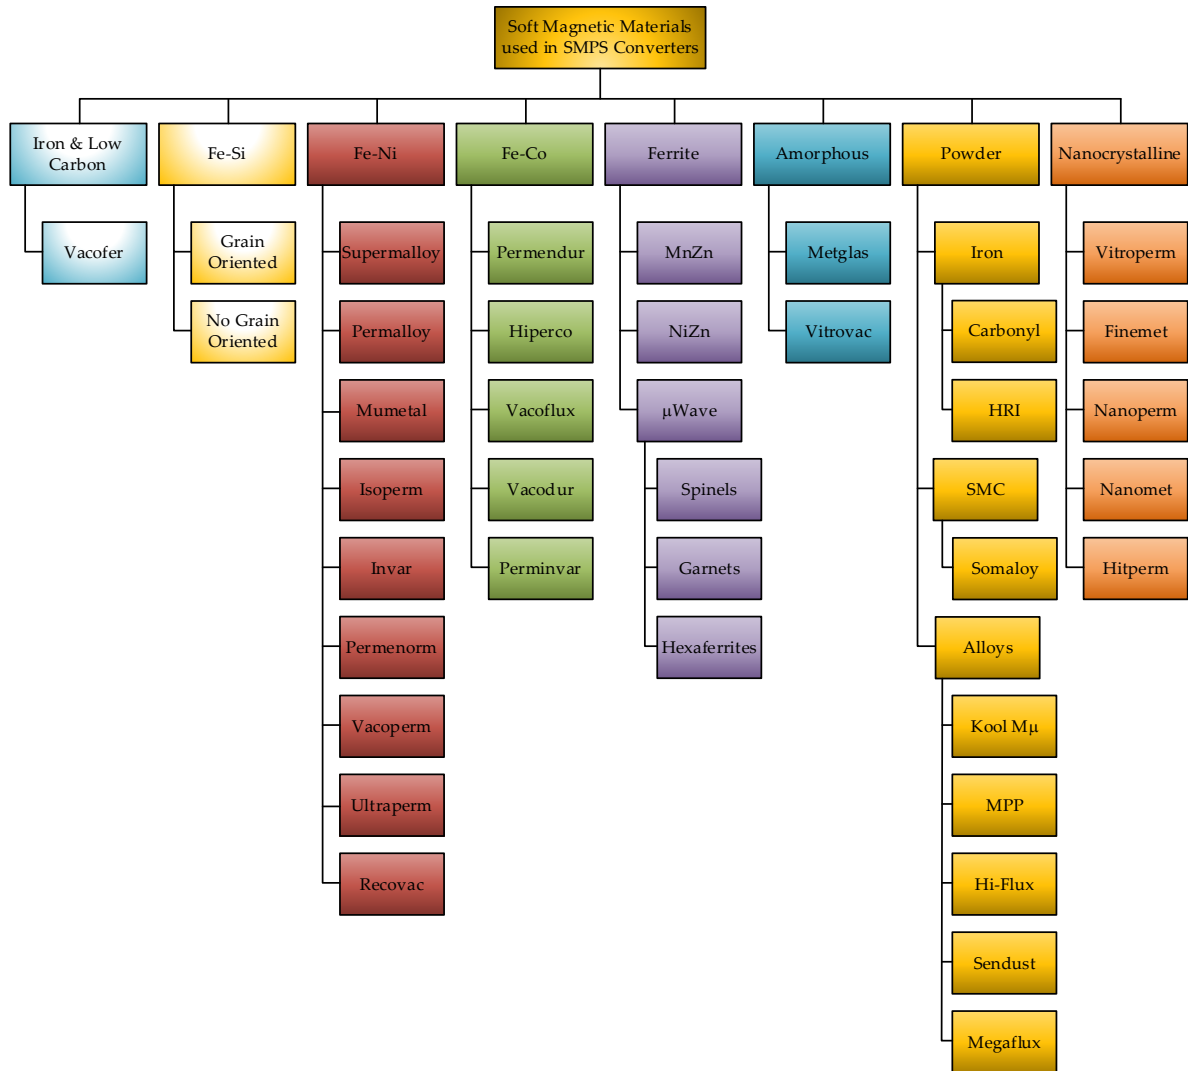 Soft Magnetic Materials
used in SMPS Converters
Iron & Low
Carbon
Fe-Si
Fe-Ni
Fe-Co
Ferrite
Amorphous
Powder
Nanocrystalline
Vacofer
Grain
Oriented
No Grain
Oriented
Supermalloy
Permalloy
Mumetal
Isoperm
Invar
Permenorm
Vacoperm
Ultraperm
Recovac
Permendur
Hiperco
Vacoflux
Vacodur
Perminvar
MnZn
NiZn
μWave
Spinels
Garnets
Hexaferrites
Metglas
Vitrovac
Iron
Carbonyl
HRI
SMC
Somaloy
Alloys
Kool Mμ
MPP
Hi-Flux
Sendust
Megaflux
Vitroperm
Finemet
Nanoperm
Nanomet
Hitperm